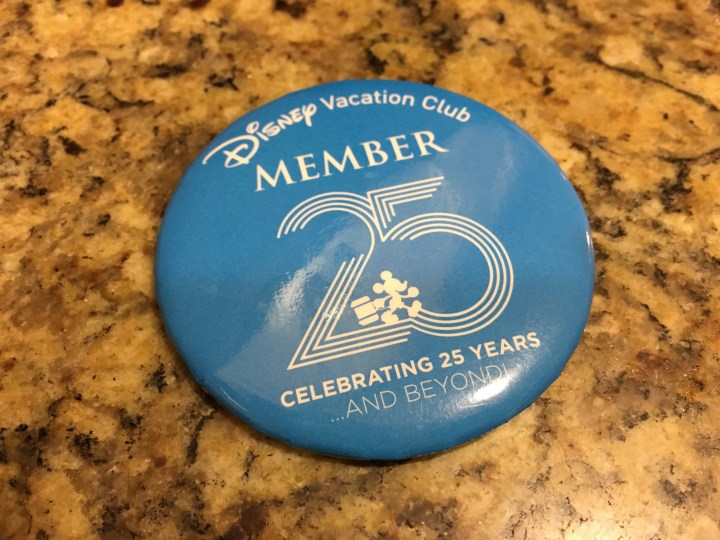 Disney Vacation Club
MEMBER
25
CELEBRATING 25 YEARS
...AND BEYOND!